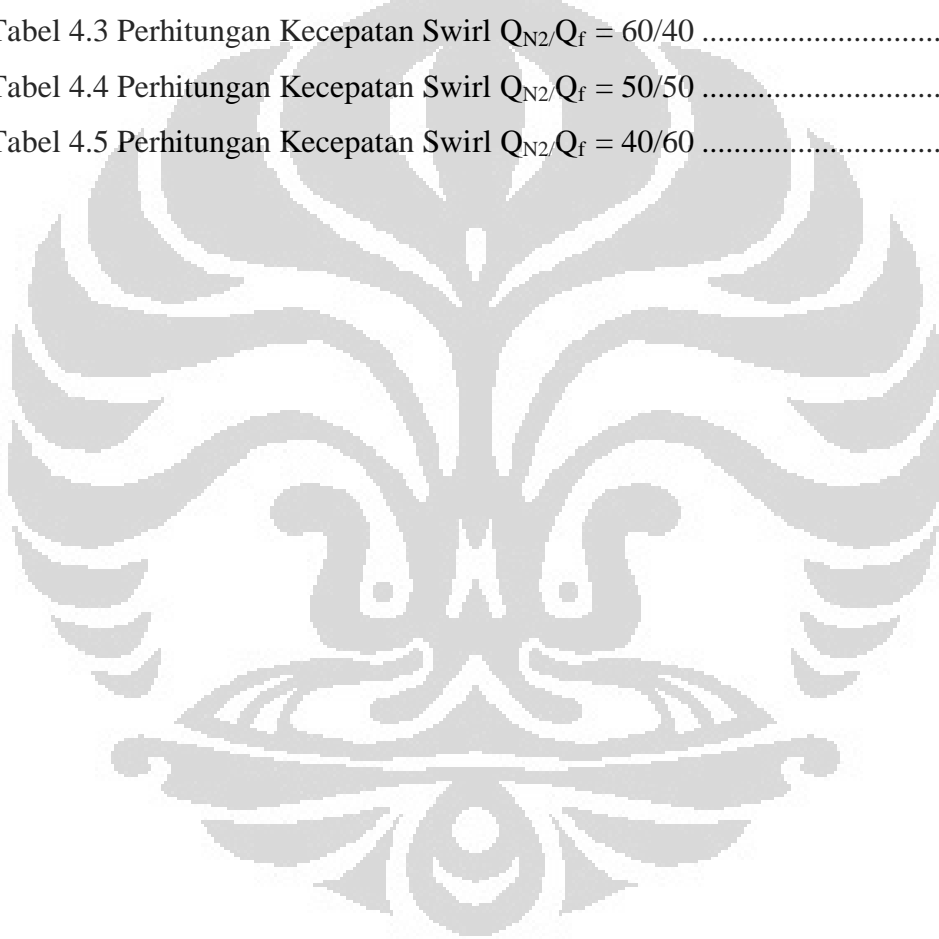 Tabel 4.3 Perhitungan Kecepatan Swirl QN2/Qf = 60/40 ..............................
Tabel 4.4 Perhitungan Kecepatan Swirl QN2/Qf = 50/50 ..............................
Tabel 4.5 Perhitungan Kecepatan Swirl QN2/Qf = 40/60 ..............................